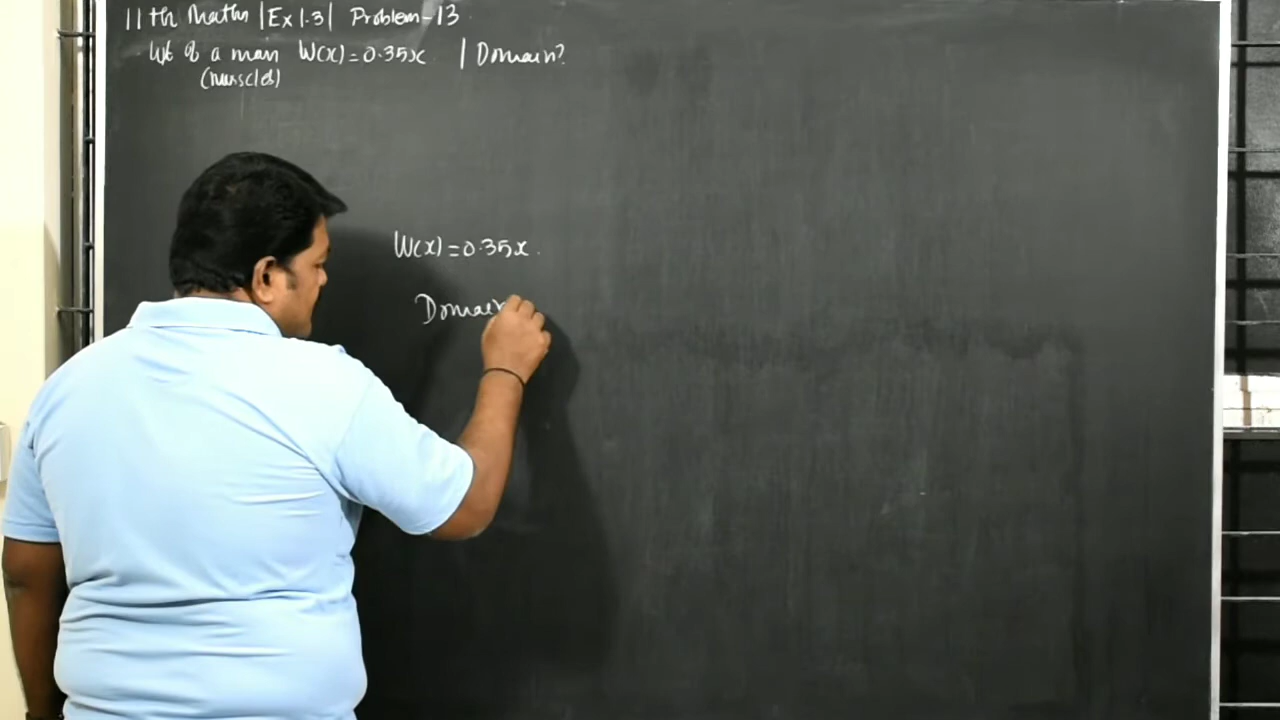 11th Maths |Ex 1.3| Problem-13
Wt of a man W(x)=0.35x | Domain?
(muscles)
W(x)=0.35x.
Domain